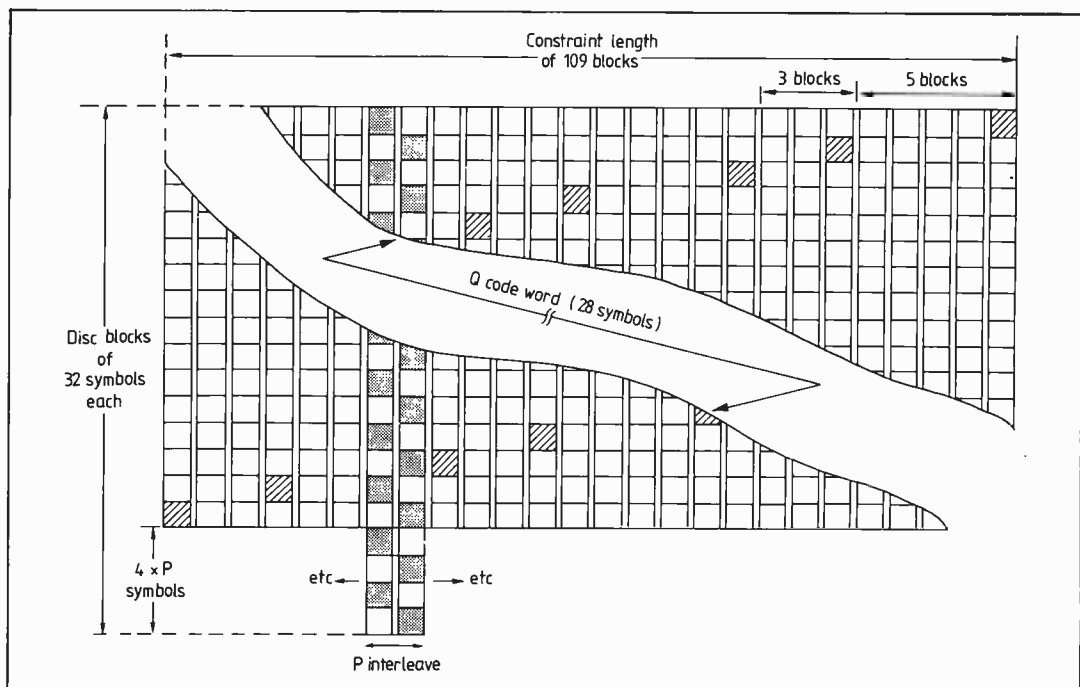 Constraint length
of 109 blocks
3 blocks
5 blocks
Q code word (28 symbols)
Disc blocks
of
32 symbols
each
4 × P
symbols
etc
etc
P interleave